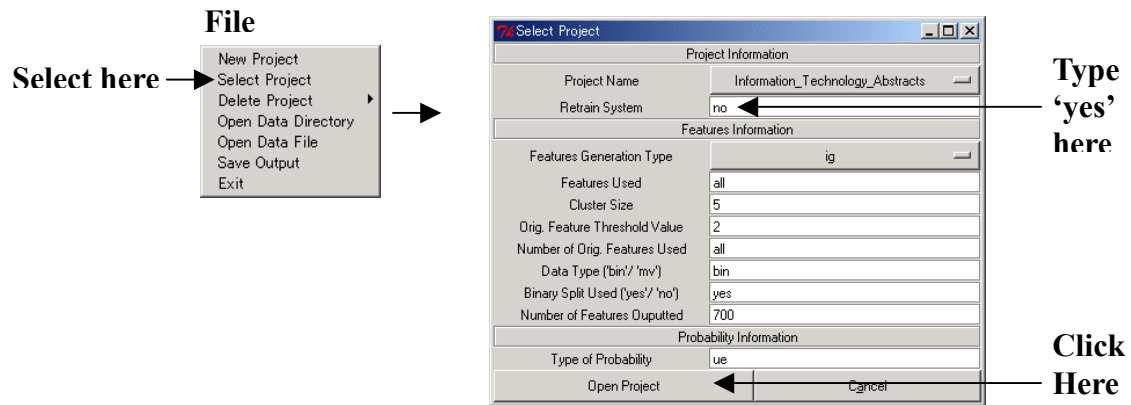 File
New Project
Select here
Select Project
Delete Project
Open Data Directory
Open Data File
Save Output
Exit
Select Project
Project Information
Project Name Information_Technology_Abstracts
Retrain System no
Type
‘yes’
here
Features Information
Features Generation Type ig
Features Used all
Cluster Size 5
Orig. Feature Threshold Value 2
Number of Orig. Features Used all
Data Type ('bin'/ 'mv') bin
Binary Split Used ('yes'/ 'no') yes
Number of Features Ouputted 700
Probability Information
Type of Probability ue
Open Project Cancel
Click
Here